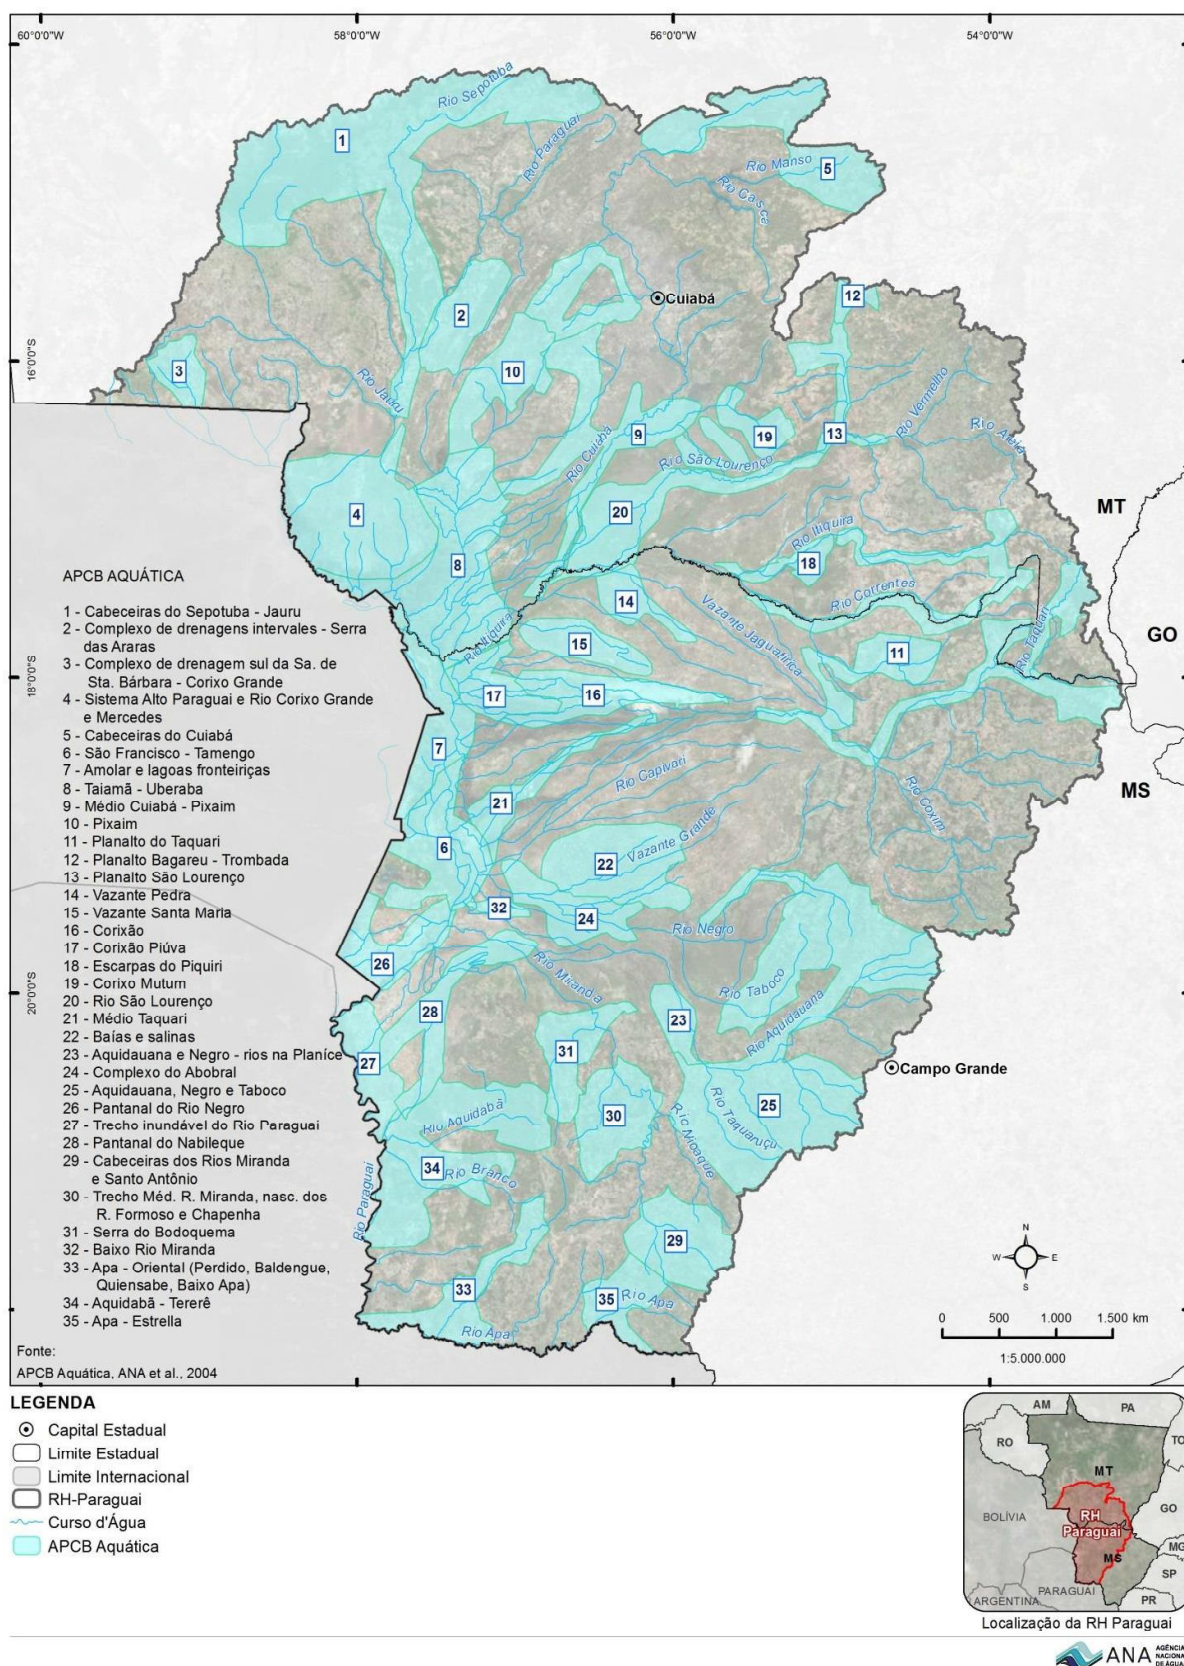 60°0'0"W
58°0'0"W
56°0'0"W
54°0'0"W
16°0'0"S
18°0'0"S
20°0'0"S
Rio Sepotuba
Rio Paraguai
Rio Manso
Rio Casca
Cuiabá
Rio Jauru
Rio Cuiabá
Rio São Lourenço
Rio Vermelho
Rio Itiquira
MT
Rio Correntes
Vazante Jaguatirica
Rio Itiquira
Rio Taquari
GO
MS
Rio Capivari
Rio Coxim
Vazante Grande
Rio Negro
Rio Miranda
Rio Taboco
Rio Aquidauana
Campo Grande
Rio Taquaruçu
Rio Nioaque
Rio Aquidabã
Rio Branco
Rio Paraguai
Rio Apa
Rio Apa
1
2
3
4
5
6
7
8
9
10
11
12
13
14
15
16
17
18
19
20
21
22
23
24
25
26
27
28
29
30
31
32
33
34
35
APCB AQUÁTICA
1 - Cabeceiras do Sepotuba - Jauru
2 - Complexo de drenagens intervales - Serra
das Araras
3 - Complexo de drenagem sul da Sa. de
Sta. Bárbara - Corixo Grande
4 - Sistema Alto Paraguai e Rio Corixo Grande
e Mercedes
5 - Cabeceiras do Cuiabá
6 - São Francisco - Tamengo
7 - Amolar e lagoas fronteiriças
8 - Taiamã - Uberaba
9 - Médio Cuiabá - Pixaim
10 - Pixaim
11 - Planalto do Taquari
12 - Planalto Bagareu - Trombada
13 - Planalto São Lourenço
14 - Vazante Pedra
15 - Vazante Santa Maria
16 - Corixão
17 - Corixão Piúva
18 - Escarpas do Piquiri
19 - Corixo Mutum
20 - Rio São Lourenço
21 - Médio Taquari
22 - Baías e salinas
23 - Aquidauana e Negro - rios na Planíce
24 - Complexo do Abobral
25 - Aquidauana, Negro e Taboco
26 - Pantanal do Rio Negro
27 - Trecho inundável do Rio Paraguai
28 - Pantanal do Nabileque
29 - Cabeceiras dos Rios Miranda
e Santo Antônio
30 - Trecho Méd. R. Miranda, nasc. dos
R. Formoso e Chapenha
31 - Serra do Bodoquema
32 - Baixo Rio Miranda
33 - Apa - Oriental (Perdido, Baldengue,
Quiensabe, Baixo Apa)
34 - Aquidabã - Tererê
35 - Apa - Estrella
Fonte:
APCB Aquática, ANA et al., 2004
N
W E
S
0 500 1.000 1.500 km
1:5.000.000
LEGENDA
Capital Estadual
Limite Estadual
Limite Internacional
RH-Paraguai
Curso d'Água
APCB Aquática
AM
PA
RO
TO
MT
BOLÍVIA
GO
RH
Paraguai
MG
MS
SP
PARAGUAI
ARGENTINA
PR
Localização da RH Paraguai
ANA
AGÊNCIA
NACIONAL
DE ÁGUAS